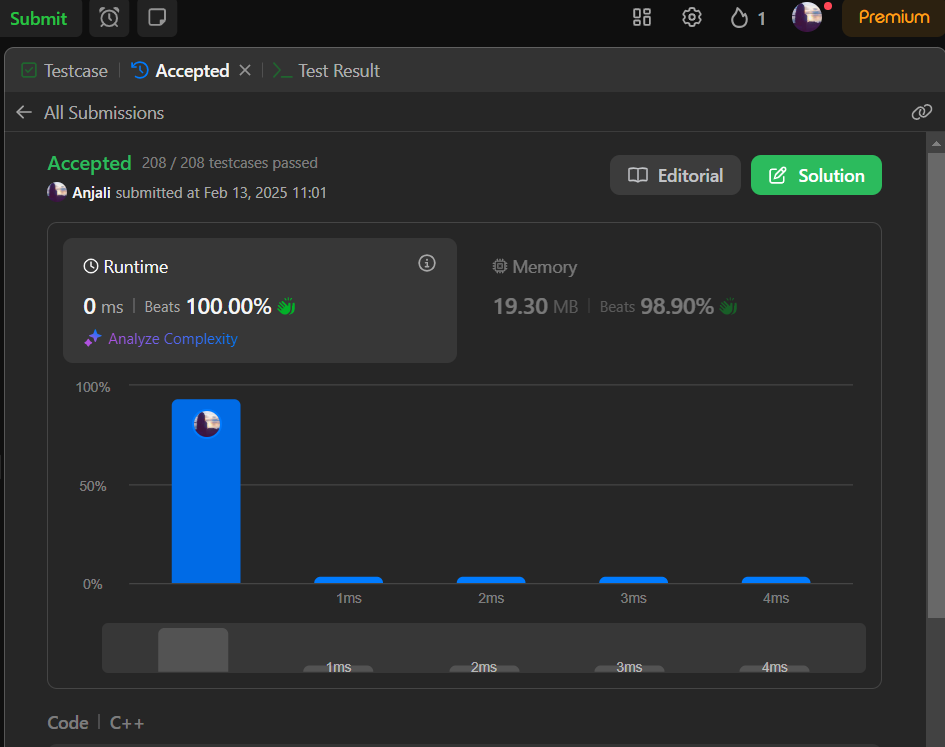 Submit 1 Premium
Testcase Accepted Test Result
All Submissions
Accepted 208 / 208 testcases passed
Anjali submitted at Feb 13, 2025 11:01
Editorial Solution
Runtime
0 ms Beats 100.00%
Analyze Complexity
Memory
19.30 MB Beats 98.90%
100%
50%
0%
1ms 2ms 3ms 4ms
1ms 2ms 3ms 4ms
Code C++